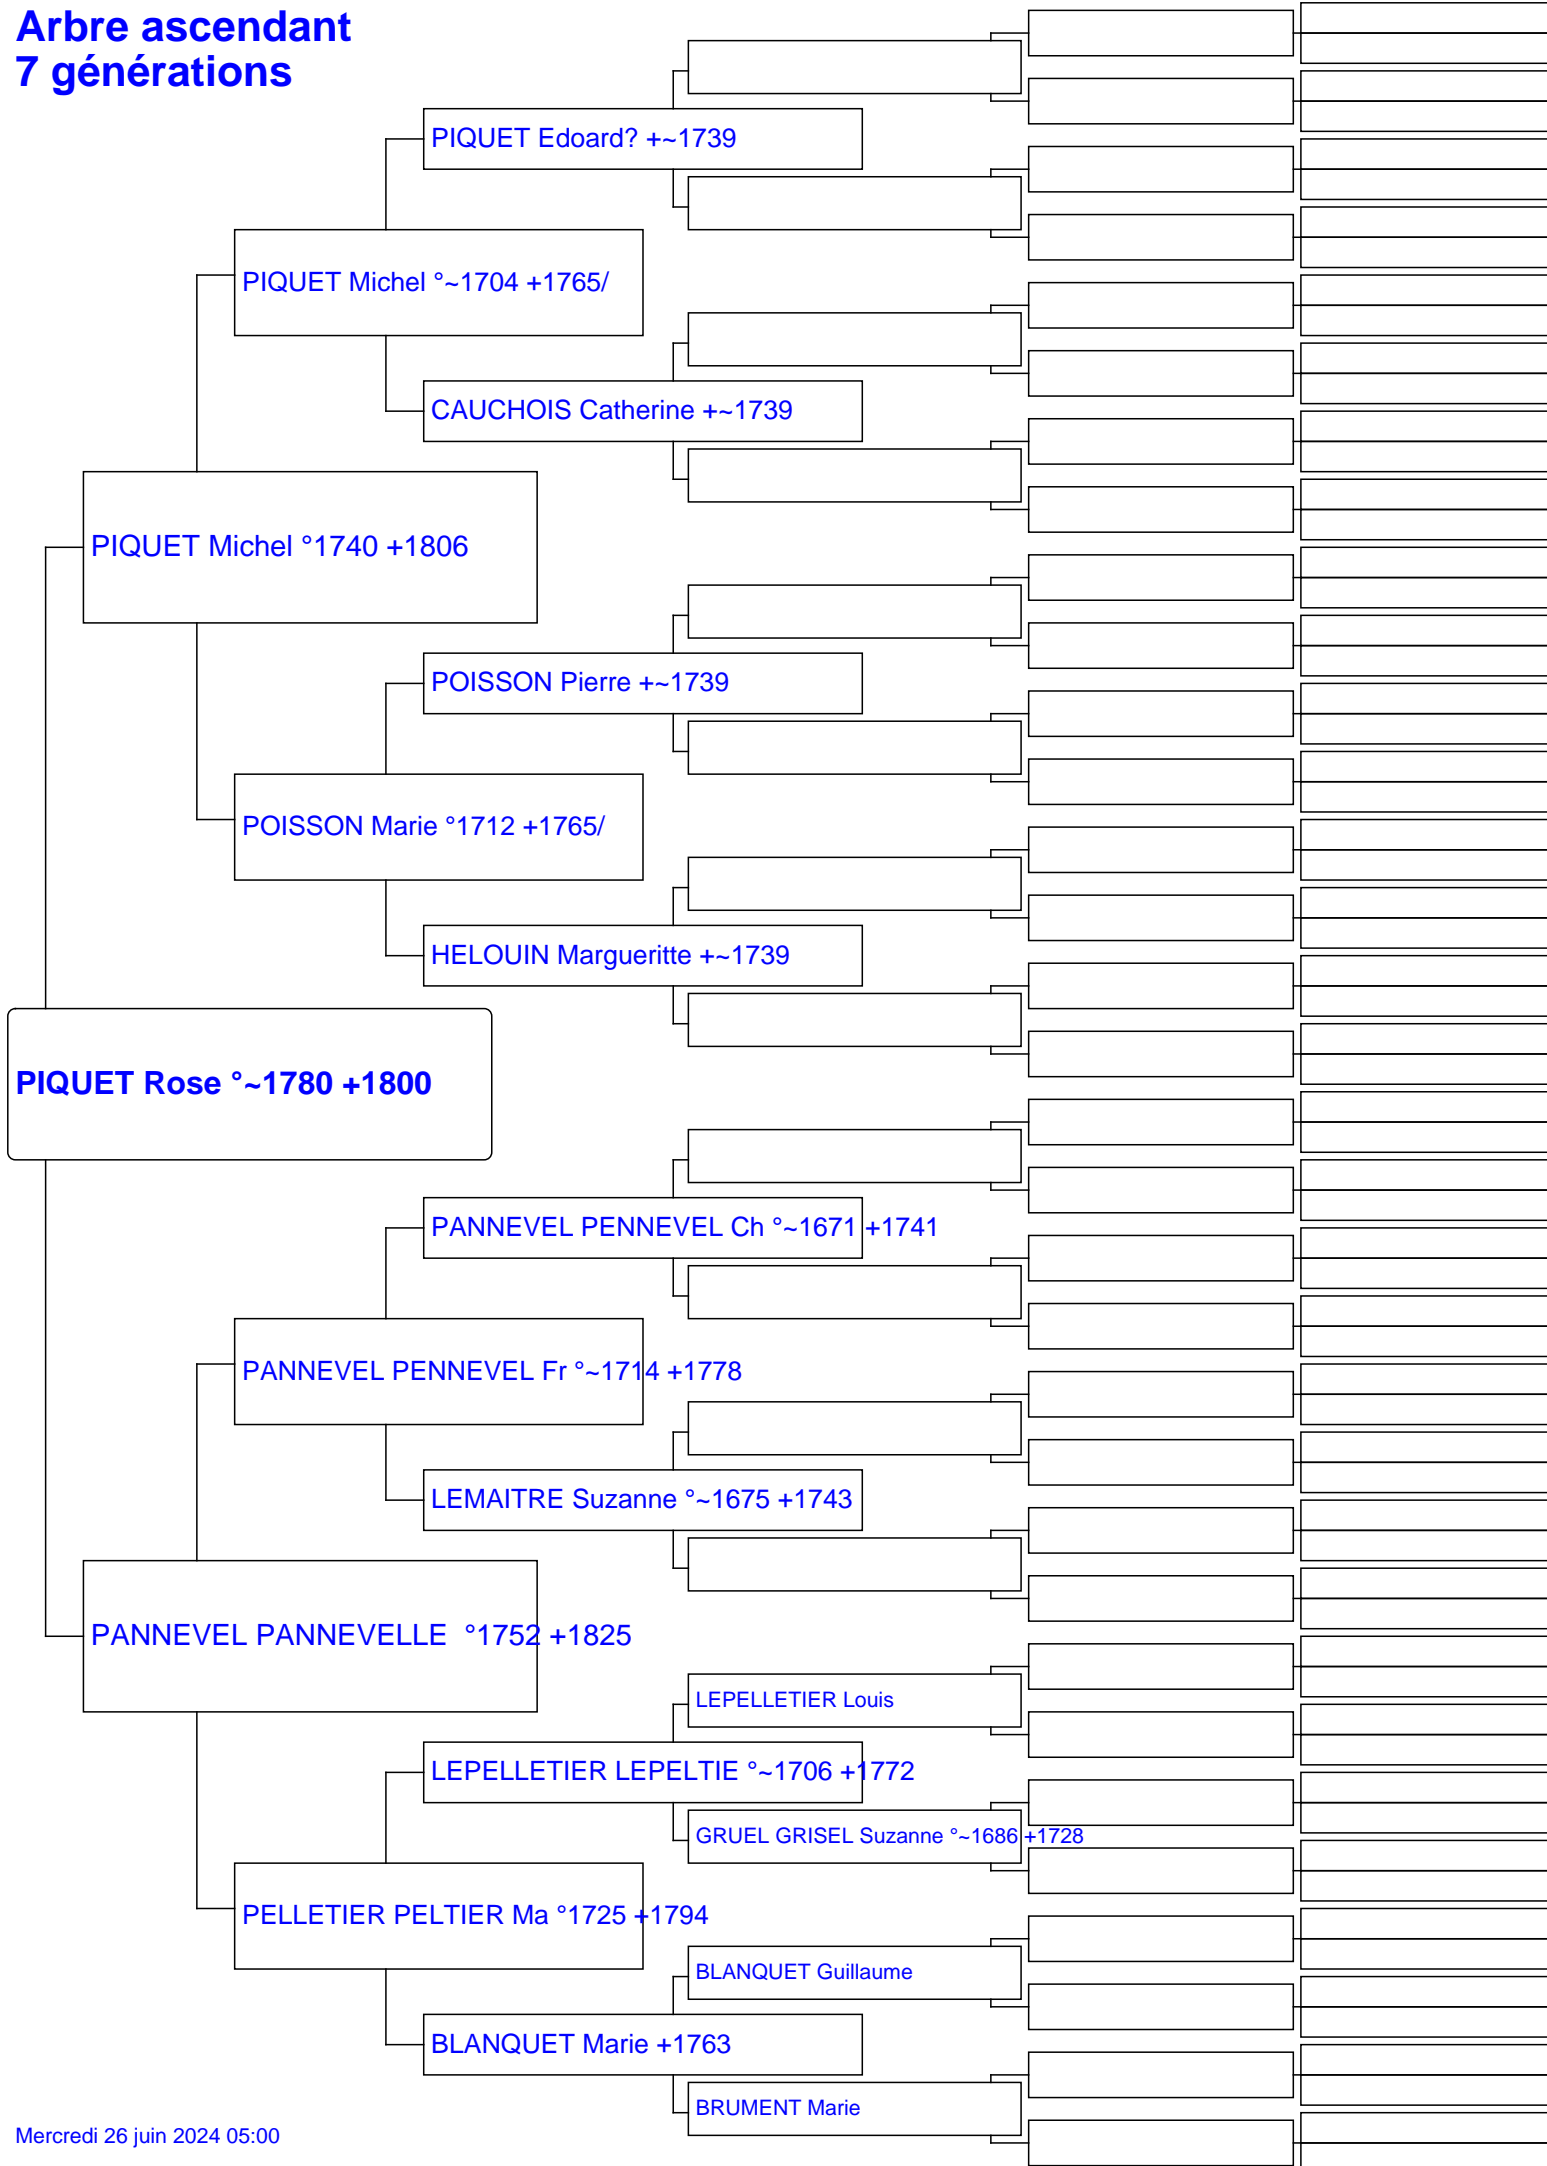 Arbre ascendant
7 générations
PIQUET Edoard? +~1739
PIQUET Michel °~1704 +1765/
CAUCHOIS Catherine +~1739
PIQUET Michel °1740 +1806
POISSON Pierre +~1739
POISSON Marie °1712 +1765/
HELOUIN Margueritte +~1739
PIQUET Rose °~1780 +1800
PANNEVEL PENNEVEL Ch °~1671 +1741
PANNEVEL PENNEVEL Fr °~1714 +1778
LEMAITRE Suzanne °~1675 +1743
PANNEVEL PANNEVELLE °1752 +1825
LEPELLETIER Louis
LEPELLETIER LEPELTIE °~1706 +1772
GRUEL GRISEL Suzanne °~1686 +1728
PELLETIER PELTIER Ma °1725 +1794
BLANQUET Guillaume
BLANQUET Marie +1763
BRUMENT Marie
Mercredi 26 juin 2024 05:00